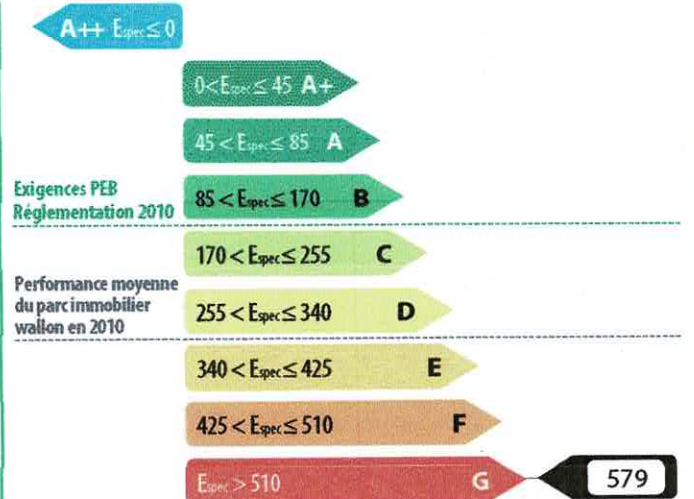 A++ Espec ≤ 0
0 < Espec ≤ 45 A+
45 < Espec ≤ 85 A
Exigences PEB
Réglementation 2010
85 < Espec ≤ 170 B
170 < Espec ≤ 255 C
Performance moyenne
du parc immobilier
wallon en 2010
255 < Espec ≤ 340 D
340 < Espec ≤ 425 E
425 < Espec ≤ 510 F
Espec > 510 G 579